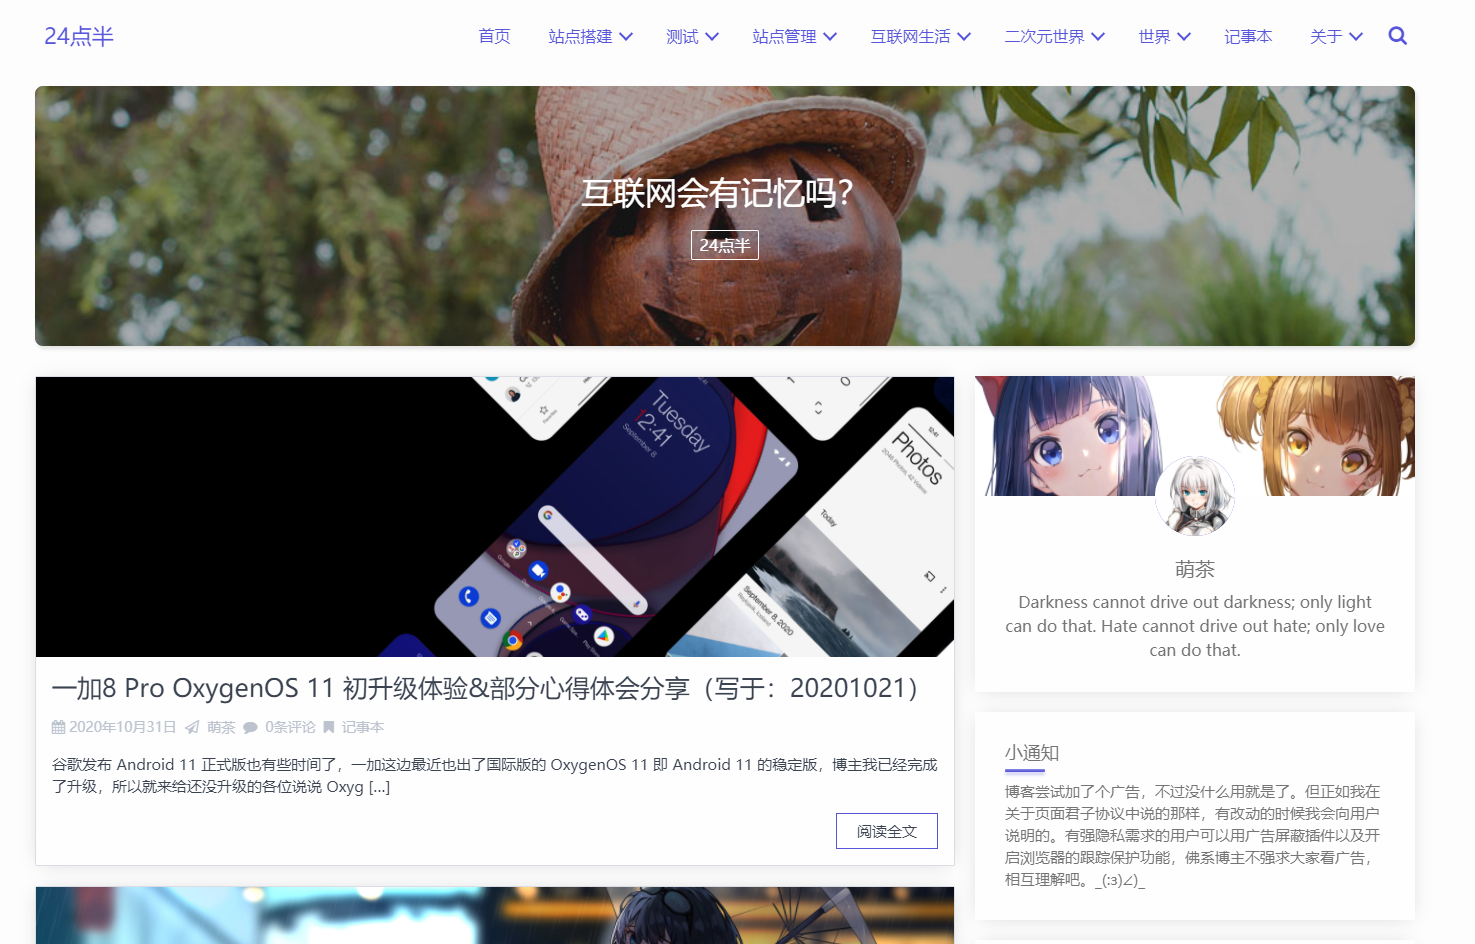 24点半
首页 站点搭建 测试 站点管理 互联网生活 二次元世界 世界 记事本 关于
互联网会有记忆吗？
24点半
Tuesday
12:41
September 8
Photos
2046 Photos, 42 Videos
Today
September 8, 2020
Reykjavik, Iceland
一加8 Pro OxygenOS 11 初升级体验&部分心得体会分享（写于：20201021）
2020年10月31日 萌茶 0条评论 记事本
谷歌发布 Android 11 正式版也有些时间了，一加这边最近也出了国际版的 OxygenOS 11 即 Android 11 的稳定版，博主我已经完成
了升级，所以就来给还没升级的各位说说 Oxyg [...]
阅读全文
萌茶
Darkness cannot drive out darkness; only light
can do that. Hate cannot drive out hate; only love
can do that.
小通知
博客尝试加了个广告，不过没什么用就是了。但正如我在
关于页面君子协议中说的那样，有改动的时候我会向用户
说明的。有强隐私需求的用户可以用广告屏蔽插件以及开
启浏览器的跟踪保护功能，佛系博主不强求大家看广告，
相互理解吧。_(:з)∠)_